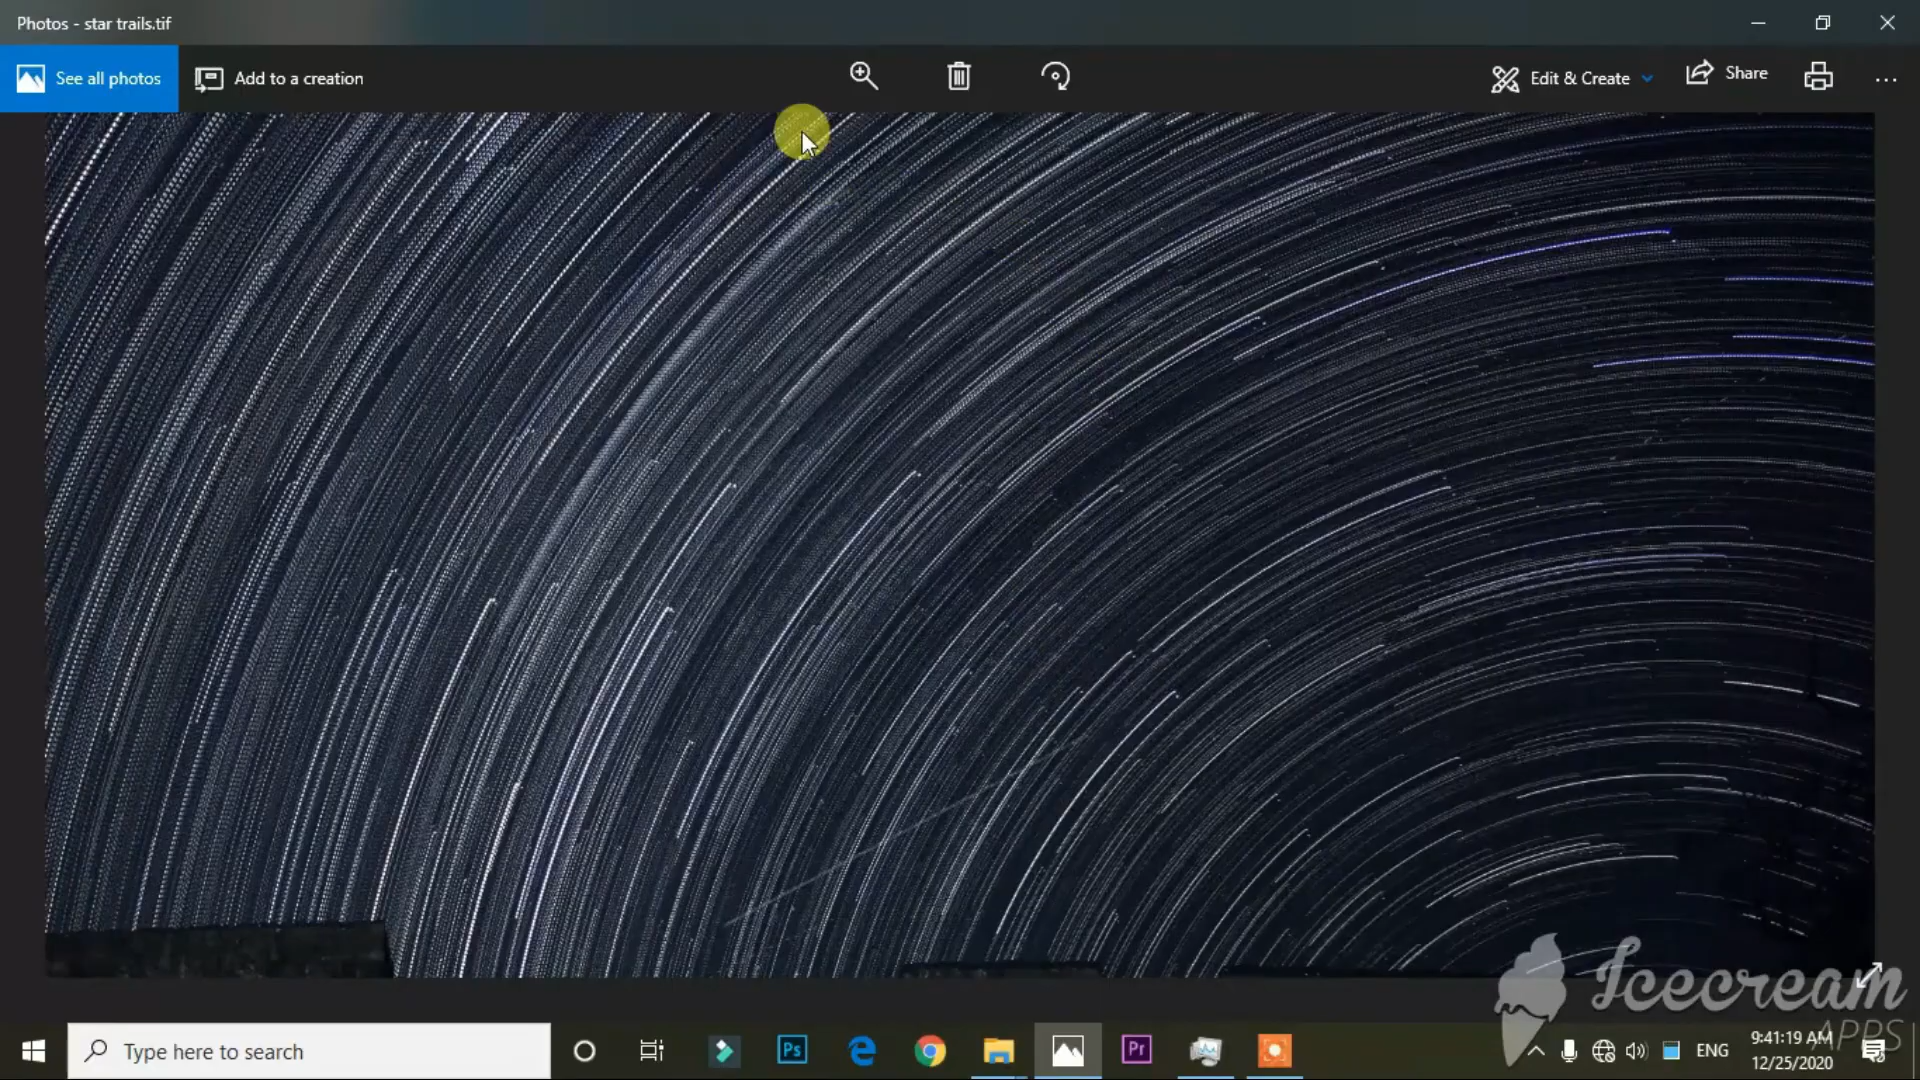 Photos - star trails.tif
See all photos
Add to a creation
Edit & Create
Share
Type here to search
Ps
Pr
ENG
9:41:19 AM
12/25/2020
Icecream
APPS